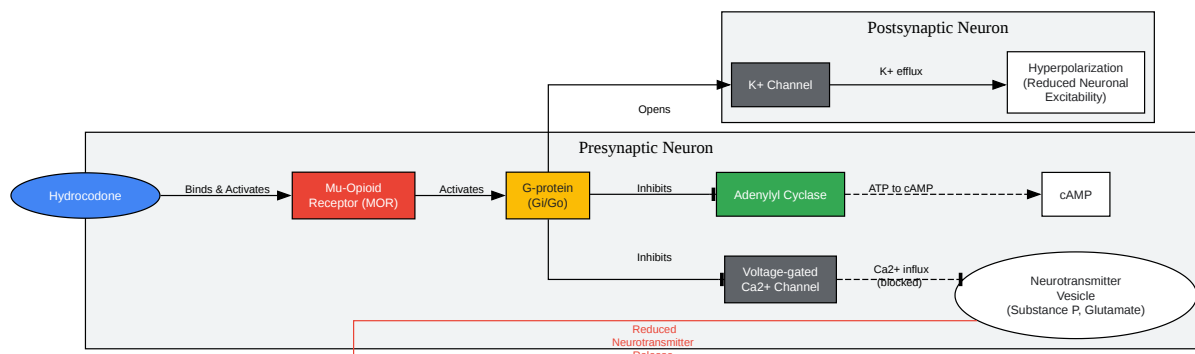 Postsynaptic Neuron
K+ Channel
K+ efflux
Hyperpolarization
(Reduced Neuronal
Excitability)
Opens
Presynaptic Neuron
Hydrocodone
Binds & Activates
Mu-Opioid
Receptor (MOR)
Activates
G-protein
(Gi/Go)
Inhibits
Adenylyl Cyclase
ATP to cAMP
cAMP
Inhibits
Voltage-gated
Ca2+ Channel
Ca2+ influx
(blocked)
Neurotransmitter
Vesicle
(Substance P, Glutamate)
Reduced
Neurotransmitter